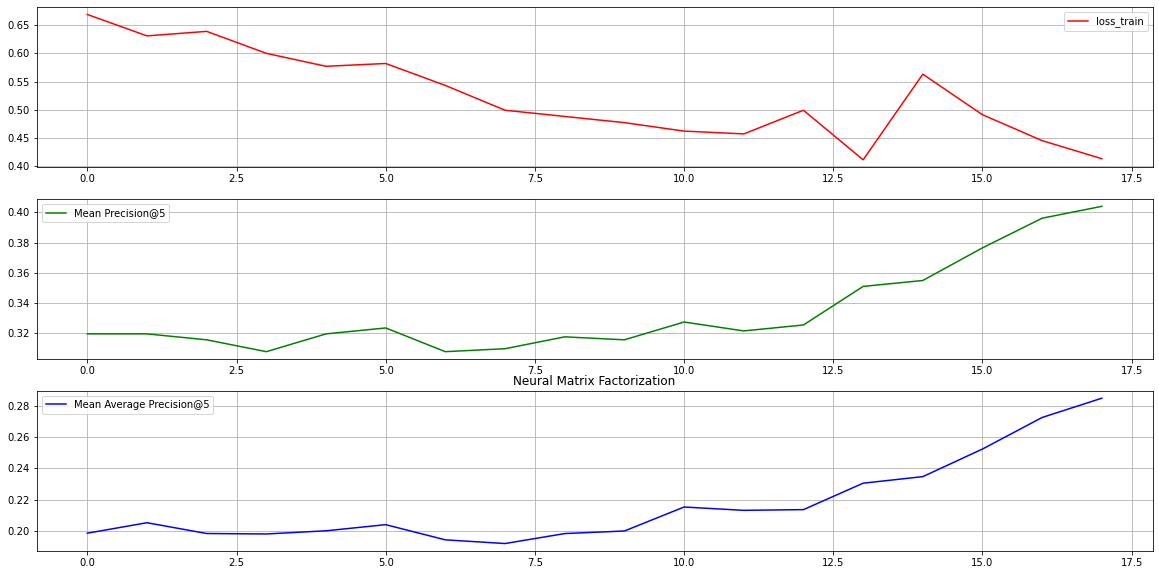 loss_train
0.65
0.60
0.55
0.50
0.45
0.40
0.0 2.5 5.0 7.5 10.0 12.5 15.0 17.5
Mean Precision@5
0.40
0.38
0.36
0.34
0.32
0.0 2.5 5.0 7.5 10.0 12.5 15.0 17.5
Neural Matrix Factorization
Mean Average Precision@5
0.28
0.26
0.24
0.22
0.20
0.0 2.5 5.0 7.5 10.0 12.5 15.0 17.5